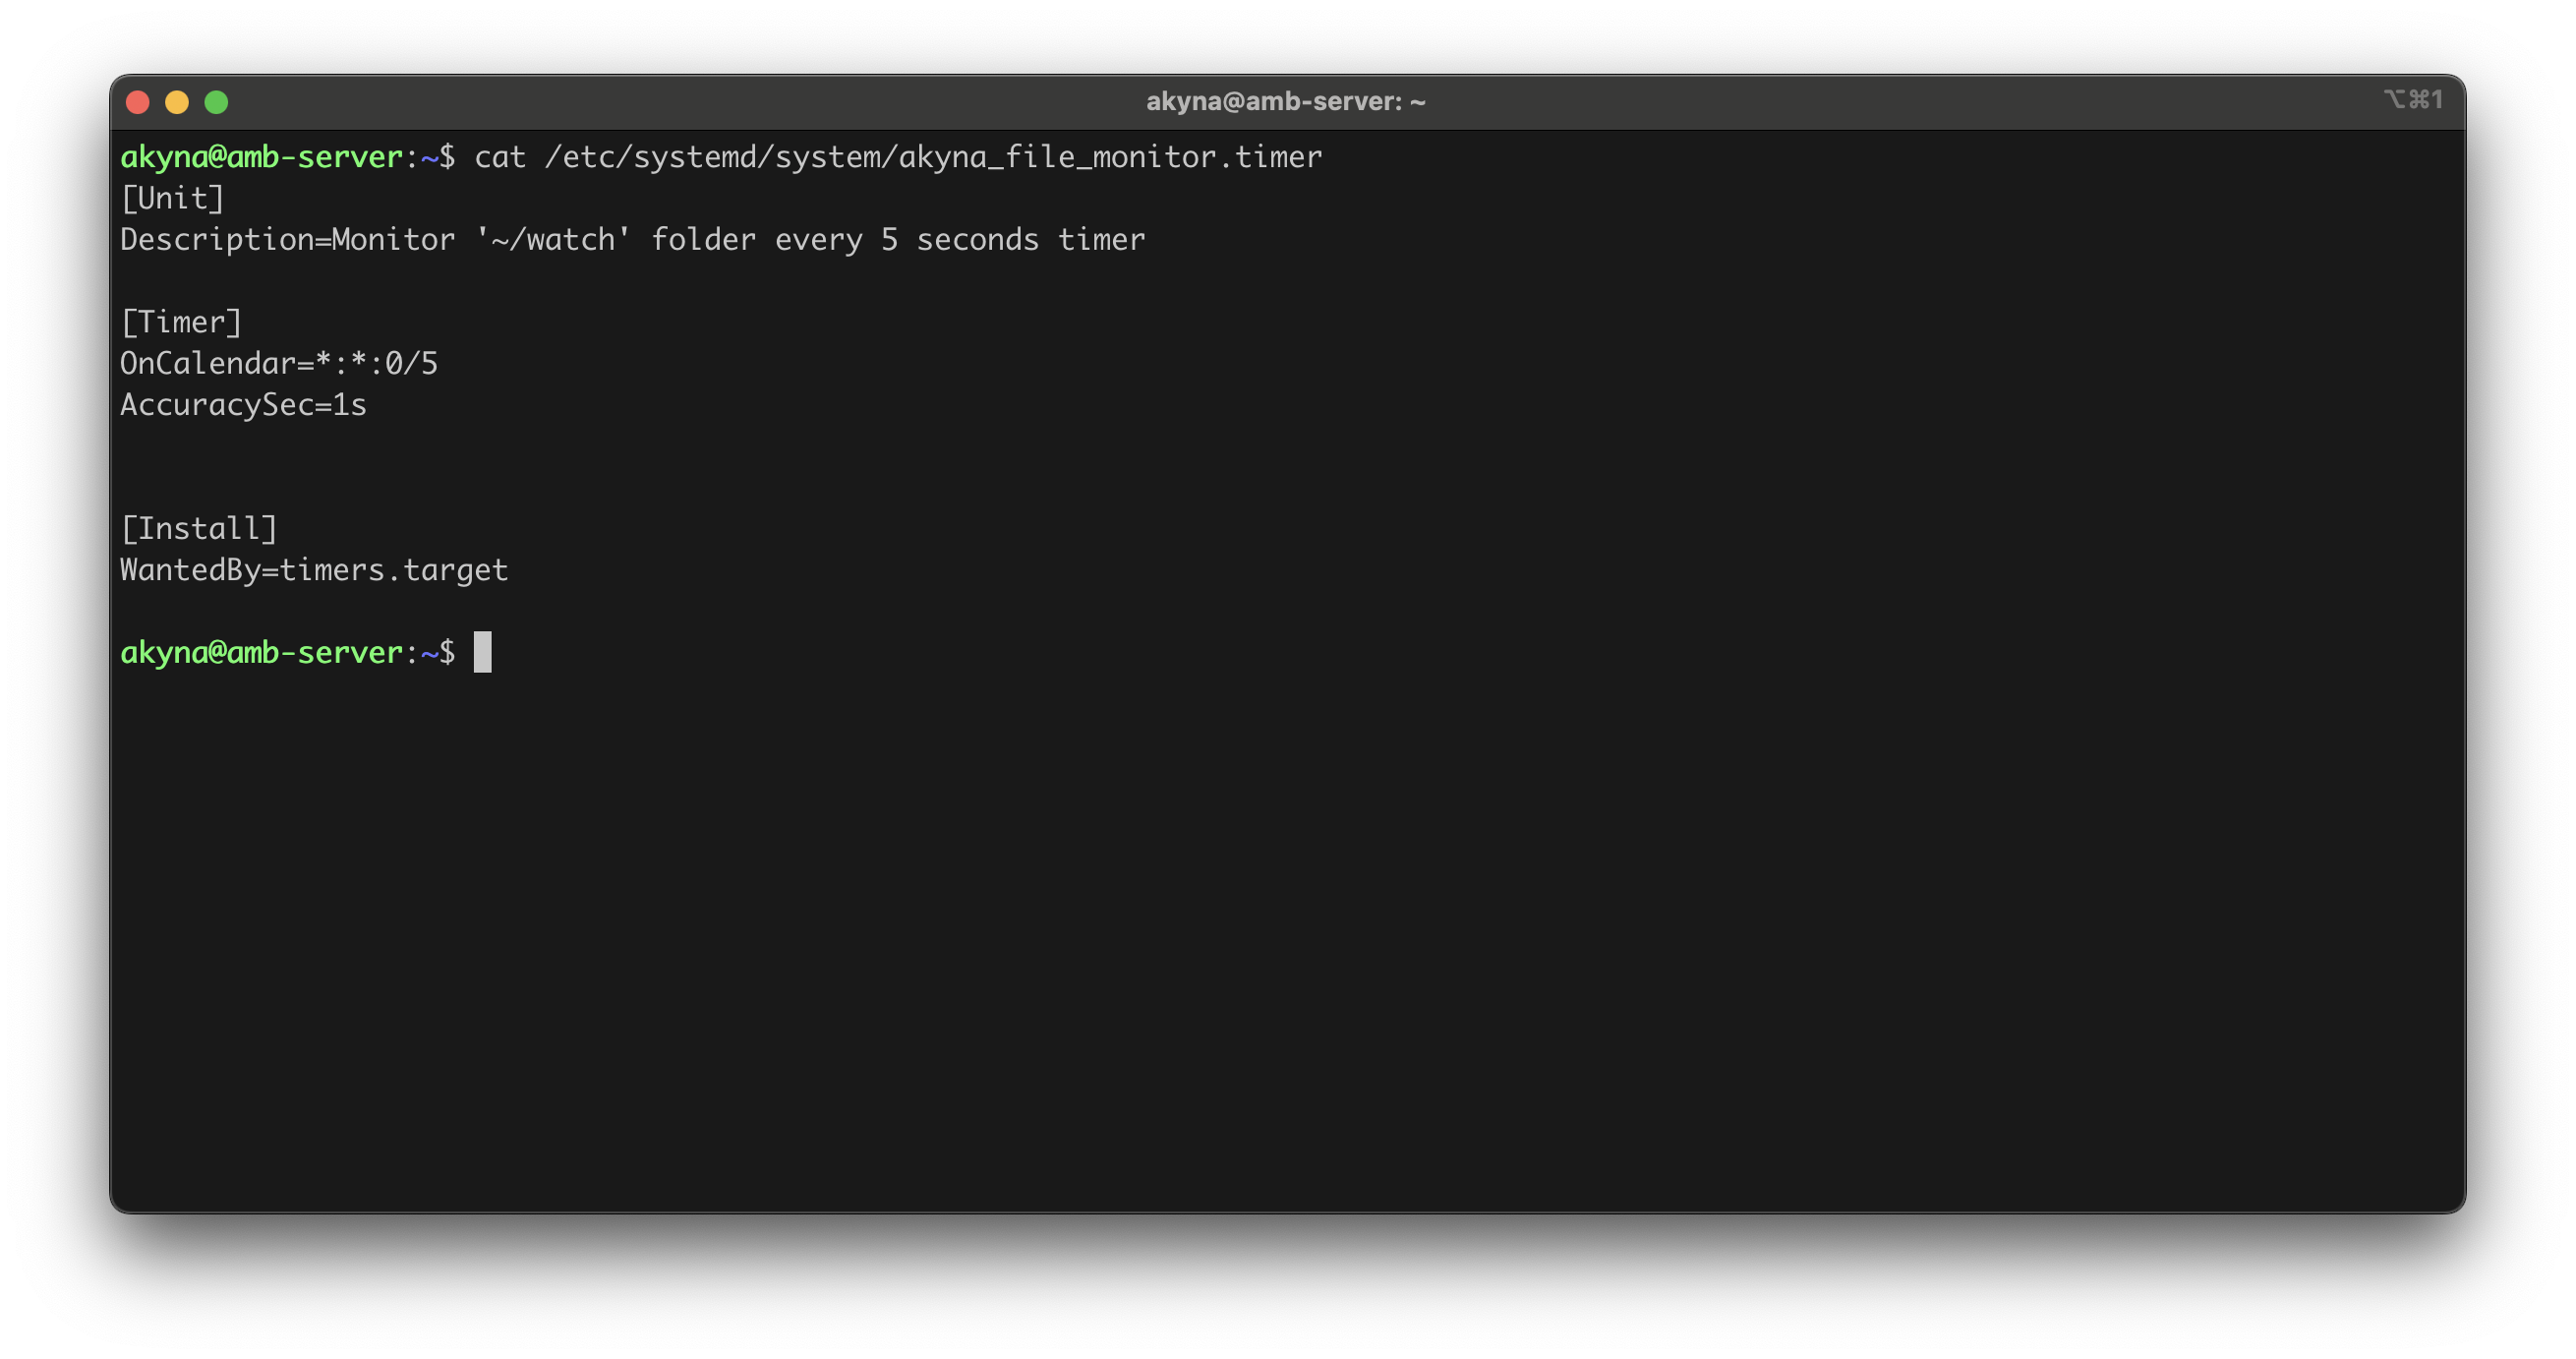 akyna@amb-server: ~
⌥⌘1
akyna@amb-server:~$ cat /etc/systemd/system/akyna_file_monitor.timer
[Unit]
Description=Monitor '~/watch' folder every 5 seconds timer
[Timer]
OnCalendar=*:*:0/5
AccuracySec=1s
[Install]
WantedBy=timers.target
akyna@amb-server:~$